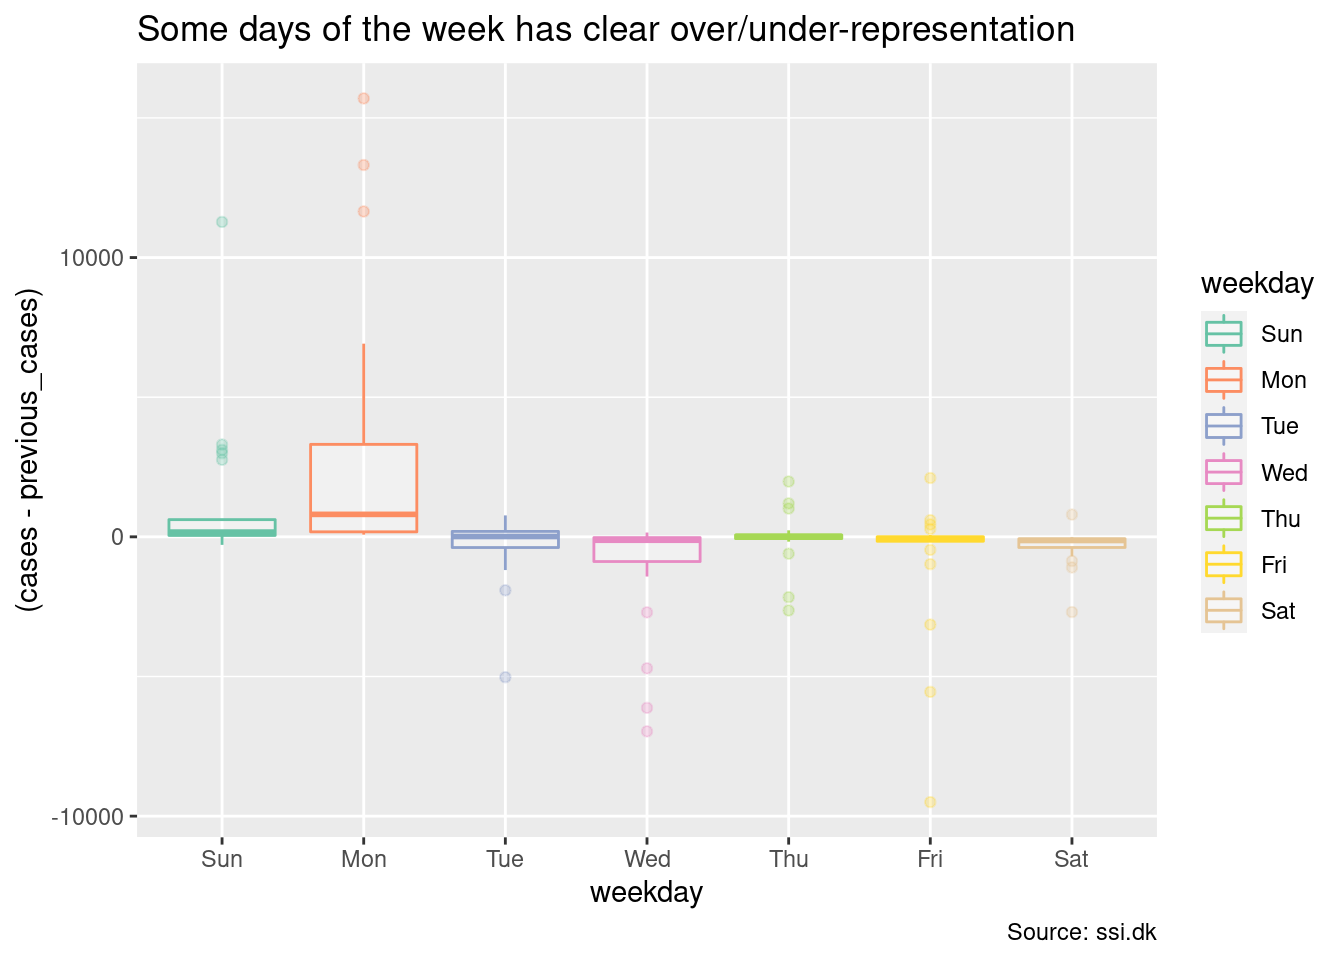 Some days of the week has clear over/under-representation
(cases - previous_cases)
10000
0
-10000
Sun Mon Tue Wed Thu Fri Sat
weekday
weekday
Sun
Mon
Tue
Wed
Thu
Fri
Sat
Source: ssi.dk